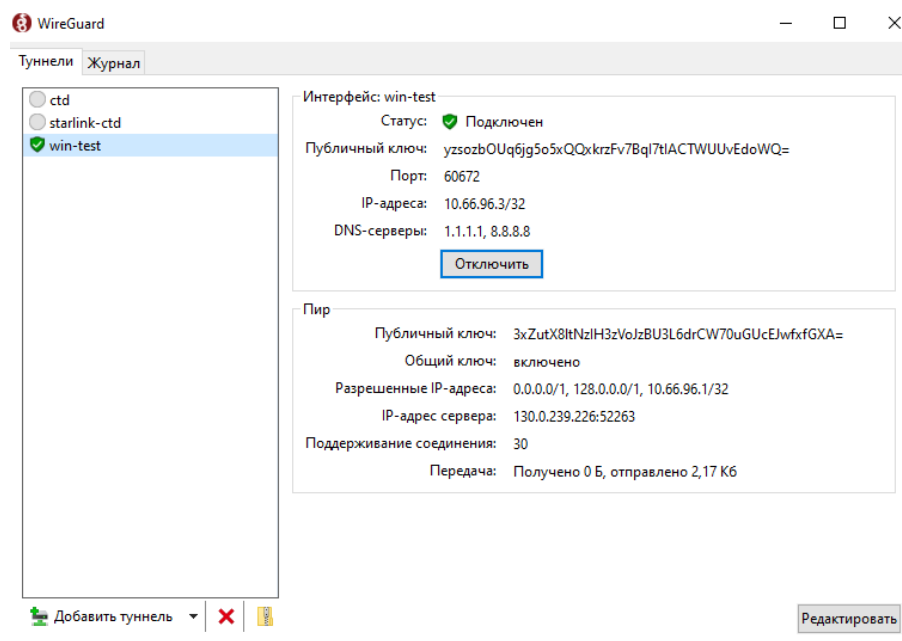 WireGuard
Туннели Журнал
ctd
starlink-ctd
win-test
Интерфейс: win-test
Статус: Подключен
Публичный ключ: yzsozbOUq6jg5o5xQQxkrzFv7BqI7tIACTWUUvEdoWQ=
Порт: 60672
IP-адреса: 10.66.96.3/32
DNS-серверы: 1.1.1.1, 8.8.8.8
Отключить
Пир
Публичный ключ: 3xZutX8ItNzIH3zVoJzBU3L6drCW70uGUcEJwfxfGXA=
Общий ключ: включено
Разрешенные IP-адреса: 0.0.0.0/1, 128.0.0.0/1, 10.66.96.1/32
IP-адрес сервера: 130.0.239.226:52263
Поддерживание соединения: 30
Передача: Получено 0 Б, отправлено 2,17 Кб
Добавить туннель
Редактировать